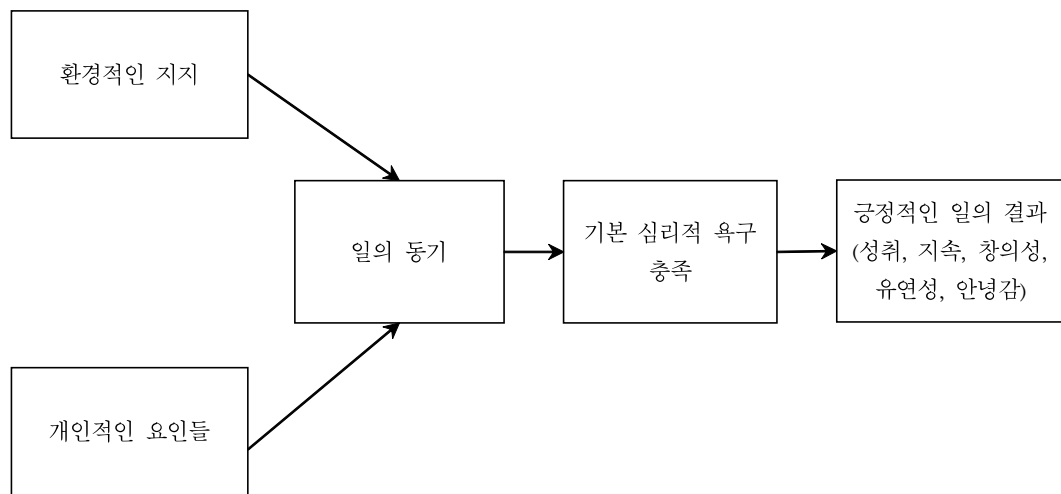 환경적인 지지
일의 동기
기본 심리적 욕구
충족
긍정적인 일의 결과
(성취, 지속, 창의성,
유연성, 안녕감)
개인적인 요인들